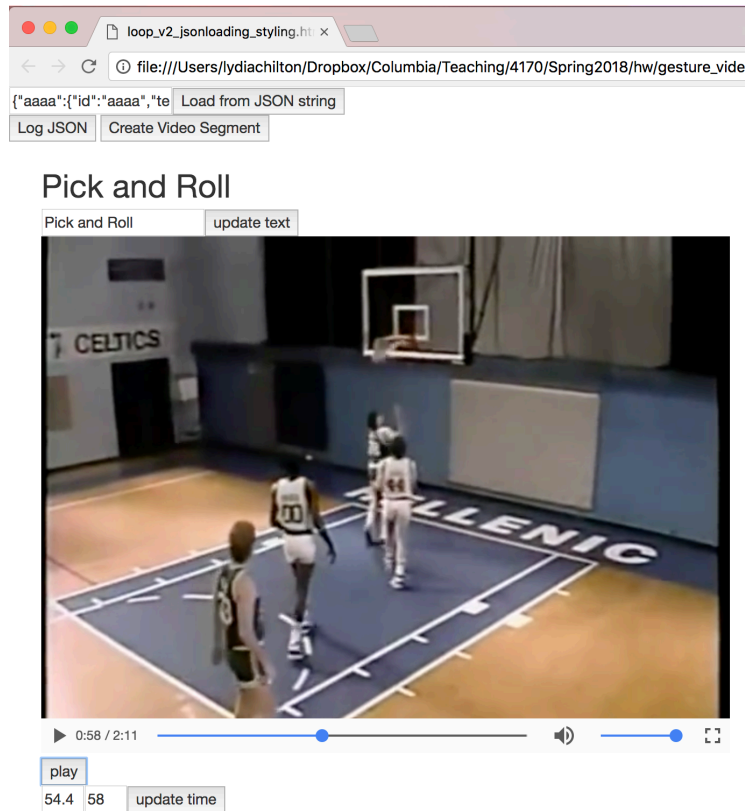 loop_v2_jsonloading_styling.ht
file:///Users/lydiachilton/Dropbox/Columbia/Teaching/4170/Spring2018/hw/gesture_vide
{"aaaa":{"id":"aaaa","te Load from JSON string
Log JSON Create Video Segment
Pick and Roll
Pick and Roll update text
CELTICS
00
44
HELLENIC
0:58 / 2:11
play
54.4 58 update time